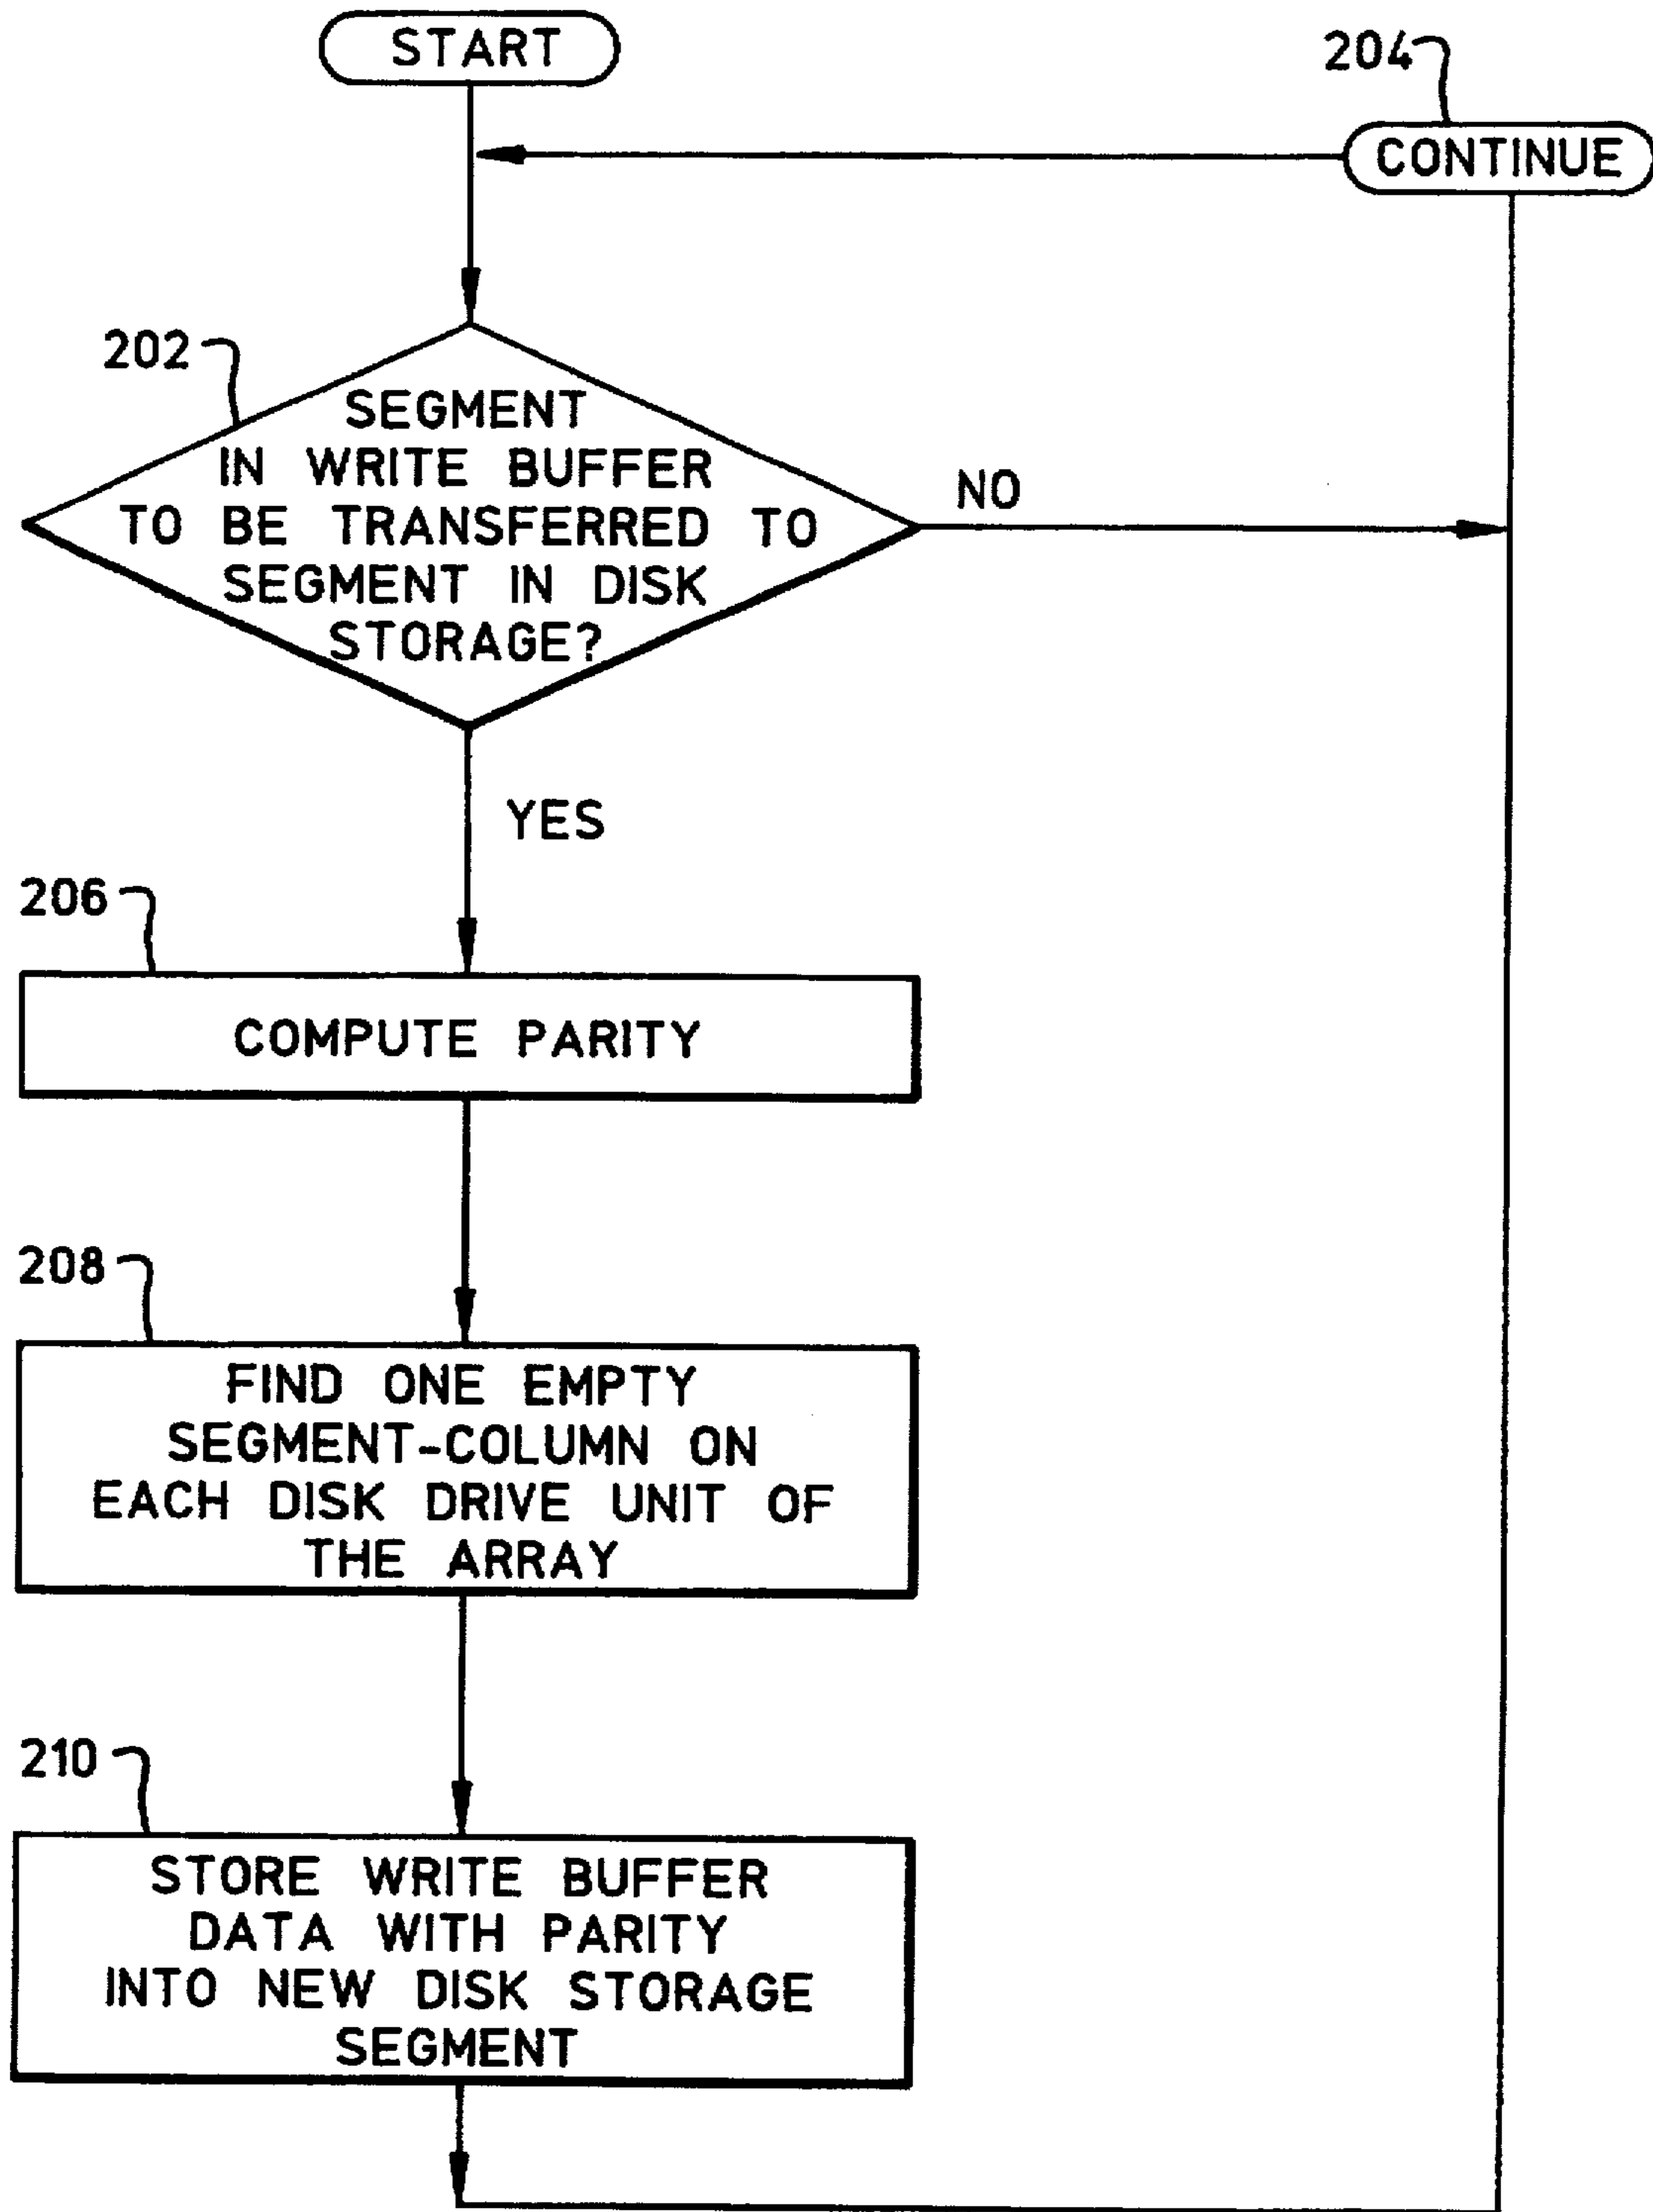 START
204
CONTINUE
202
SEGMENT
IN WRITE BUFFER
TO BE TRANSFERRED TO
SEGMENT IN DISK
STORAGE?
NO
YES
206
COMPUTE PARITY
208
FIND ONE EMPTY
SEGMENT-COLUMN ON
EACH DISK DRIVE UNIT OF
THE ARRAY
210
STORE WRITE BUFFER
DATA WITH PARITY
INTO NEW DISK STORAGE
SEGMENT